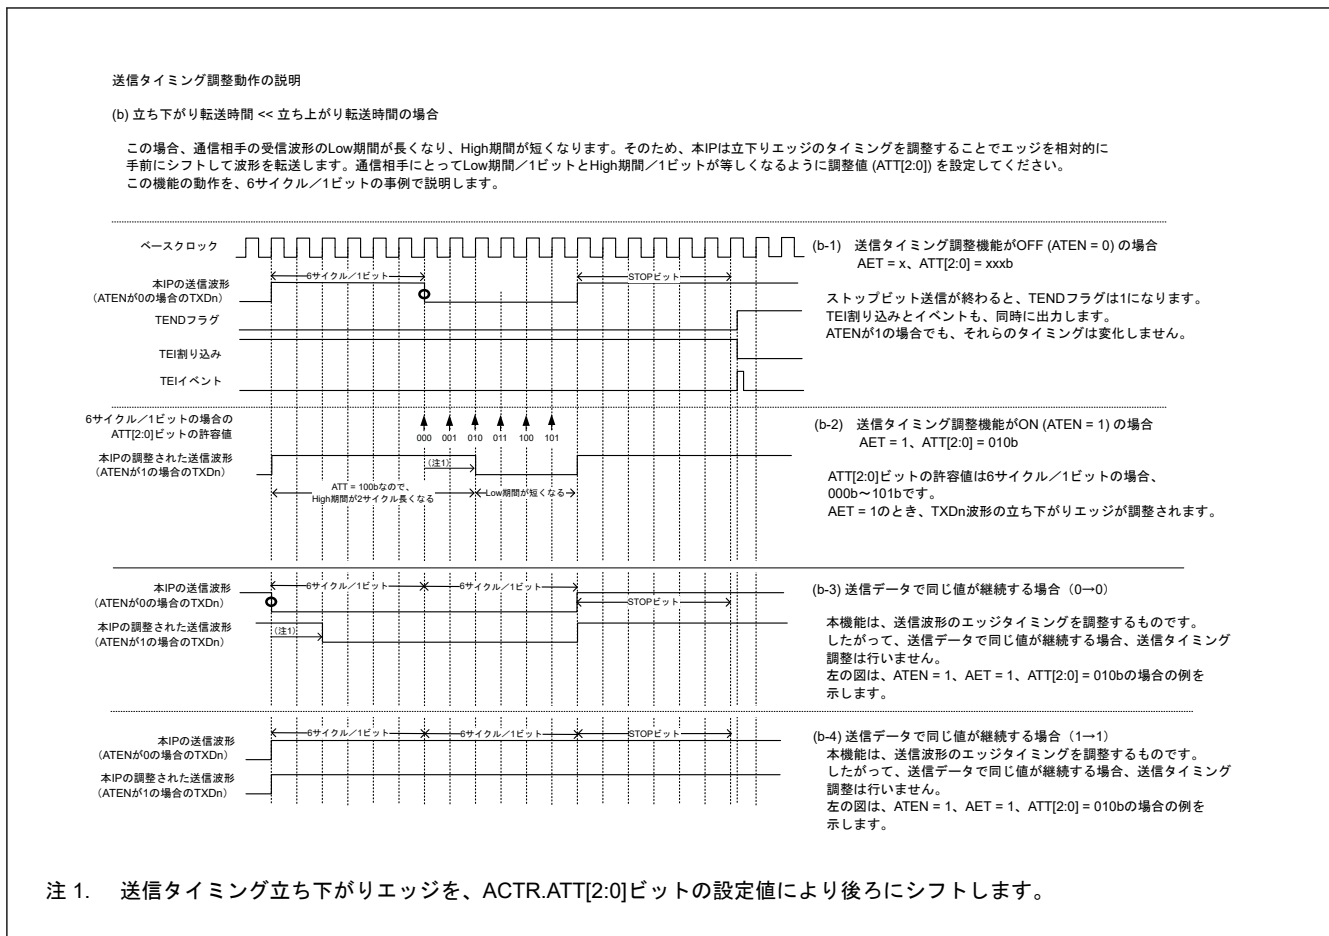 送信タイミング調整動作の説明
(b) 立ち下がり転送時間 << 立ち上がり転送時間の場合
この場合、通信相手の受信波形のLow期間が長くなり、High期間が短くなります。そのため、本IPは立下りエッジのタイミングを調整することでエッジを相対的に
手前にシフトして波形を転送します。通信相手にとってLow期間／1ビットとHigh期間／1ビットが等しくなるように調整値 (ATT[2:0]) を設定してください。
この機能の動作を、6サイクル／1ビットの事例で説明します。
ベースクロック
6サイクル／1ビット
STOPビット
本IPの送信波形
(ATENが0の場合のTXDn)
TENDフラグ
TEI割り込み
TEIイベント
(b-1) 送信タイミング調整機能がOFF (ATEN = 0) の場合
AET = x、ATT[2:0] = xxxb
ストップビット送信が終わると、TENDフラグは1になります。
TEI割り込みとイベントも、同時に出力します。
ATENが1の場合でも、それらのタイミングは変化しません。
6サイクル／1ビットの場合の
ATT[2:0]ビットの許容値
000 001 010 011 100 101
本IPの調整された送信波形
(ATENが1の場合のTXDn)
(注1)
ATT = 100bなので、
High期間が2サイクル長くなる
Low期間が短くなる
(b-2) 送信タイミング調整機能がON (ATEN = 1) の場合
AET = 1、ATT[2:0] = 010b
ATT[2:0]ビットの許容値は6サイクル／1ビットの場合、
000b～101bです。
AET = 1のとき、TXDn波形の立ち下がりエッジが調整されます。
本IPの送信波形
(ATENが0の場合のTXDn)
6サイクル／1ビット
6サイクル／1ビット
STOPビット
本IPの調整された送信波形
(ATENが1の場合のTXDn)
(注1)
(b-3) 送信データで同じ値が継続する場合（0→0）
本機能は、送信波形のエッジタイミングを調整するものです。
したがって、送信データで同じ値が継続する場合、送信タイミング
調整は行いません。
左の図は、ATEN = 1、AET = 1、ATT[2:0] = 010bの場合の例を
示します。
6サイクル／1ビット
6サイクル／1ビット
STOPビット
本IPの送信波形
(ATENが0の場合のTXDn)
本IPの調整された送信波形
(ATENが1の場合のTXDn)
(b-4) 送信データで同じ値が継続する場合（1→1）
本機能は、送信波形のエッジタイミングを調整するものです。
したがって、送信データで同じ値が継続する場合、送信タイミング
調整は行いません。
左の図は、ATEN = 1、AET = 1、ATT[2:0] = 010bの場合の例を
示します。
注 1. 送信タイミング立ち下がりエッジを、ACTR.ATT[2:0]ビットの設定値により後ろにシフトします。